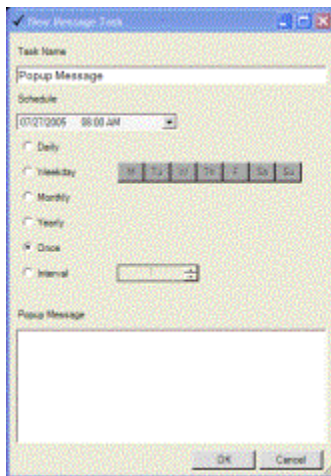 New Message Task
Task Name
Popup Message
Schedule
07/27/2005 08:00 AM
Daily
Weekday M Tu W Th F Sa Su
Monthly
Yearly
Once
Interval
Popup Message
OK Cancel